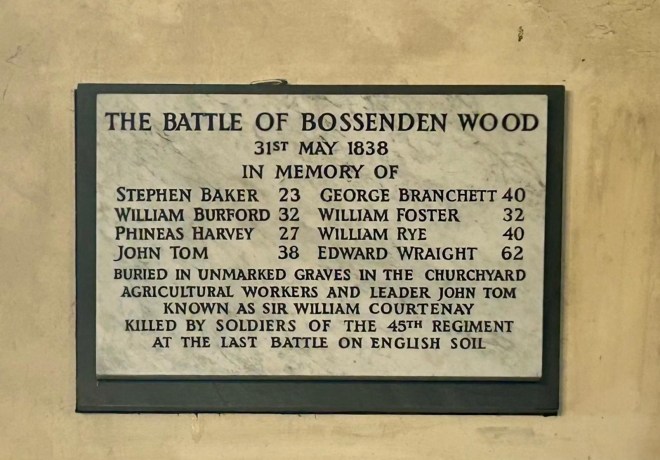 THE BATTLE OF BOSSENDEN WOOD
31ST MAY 1838
IN MEMORY OF
STEPHEN BAKER 23 GEORGE BRANCHETT 40
WILLIAM BURFORD 32 WILLIAM FOSTER 32
PHINEAS HARVEY 27 WILLIAM RYE 40
JOHN TOM 38 EDWARD WRAIGHT 62
BURIED IN UNMARKED GRAVES IN THE CHURCHYARD
AGRICULTURAL WORKERS AND LEADER JOHN TOM
KNOWN AS SIR WILLIAM COURTENAY
KILLED BY SOLDIERS OF THE 45TH REGIMENT
AT THE LAST BATTLE ON ENGLISH SOIL